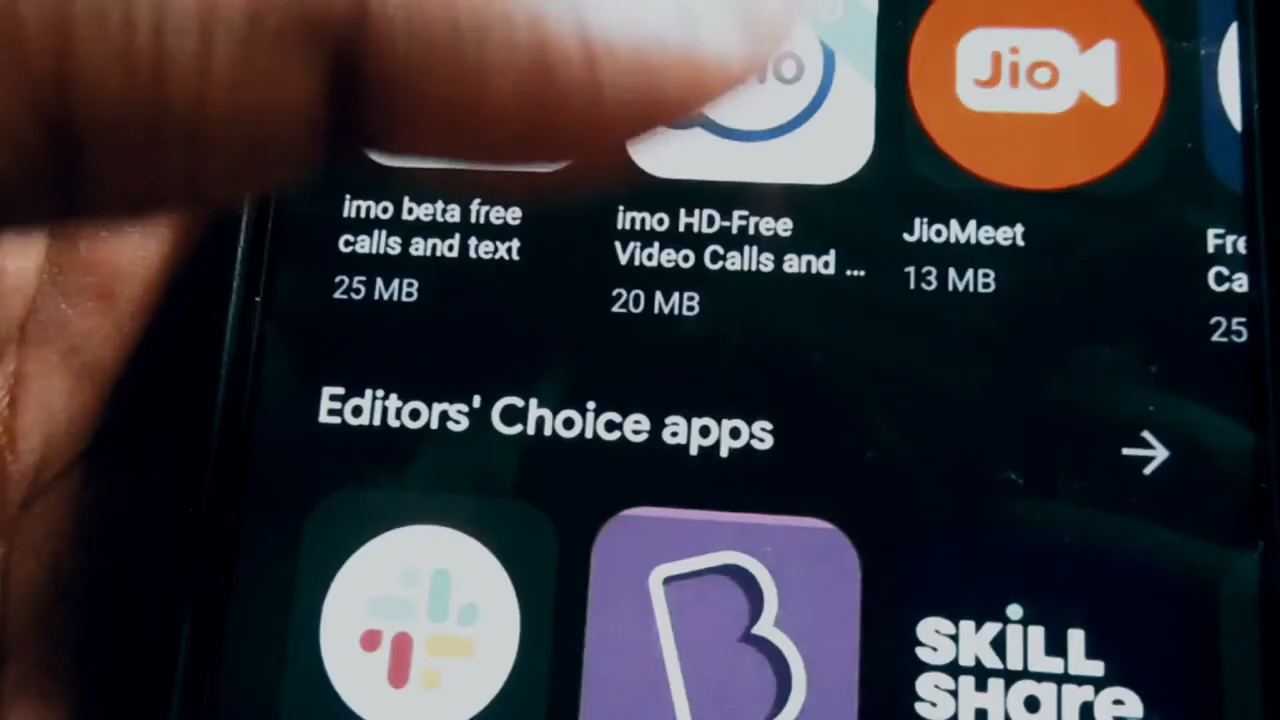 Jio
imo beta free
calls and text
25 MB
imo HD-Free
Video Calls and ...
20 MB
JioMeet
13 MB
25
Editors' Choice apps
B
SKiLL
SHare